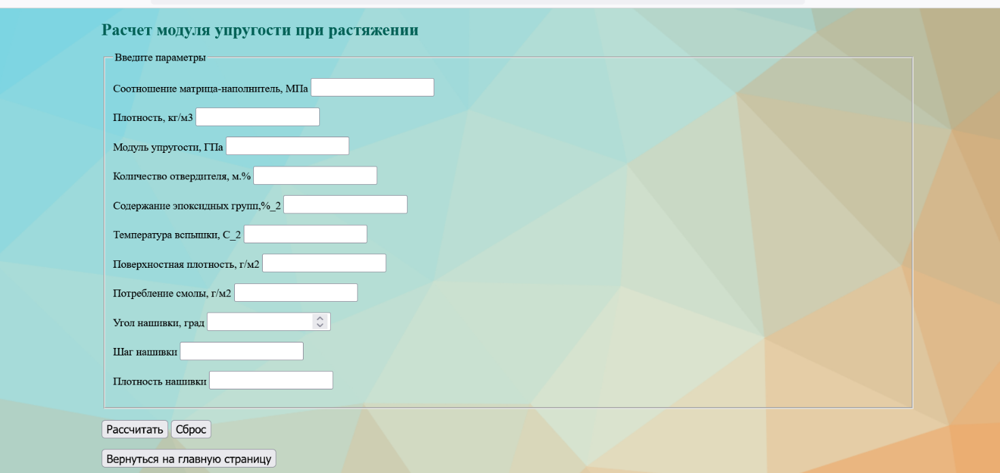 Расчет модуля упругости при растяжении
Введите параметры
Соотношение матрица-наполнитель, МПа
Плотность, кг/м3
Модуль упругости, ГПа
Количество отвердителя, м.%
Содержание эпоксидных групп,%_2
Температура вспышки, С_2
Поверхностная плотность, г/м2
Потребление смолы, г/м2
Угол нашивки, град
Шаг нашивки
Плотность нашивки
Рассчитать Сброс
Вернуться на главную страницу